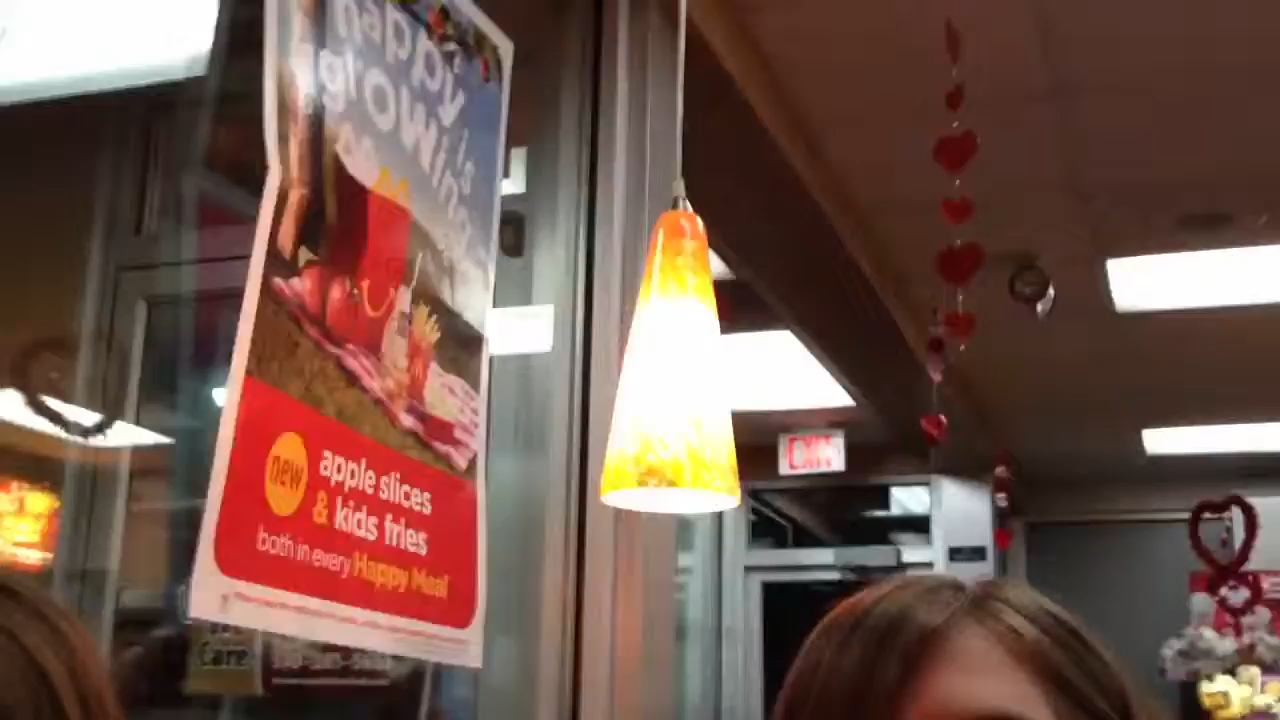 happy is
growing
new
apple slices
& kids fries
both in every Happy Meal
EXIT
Care